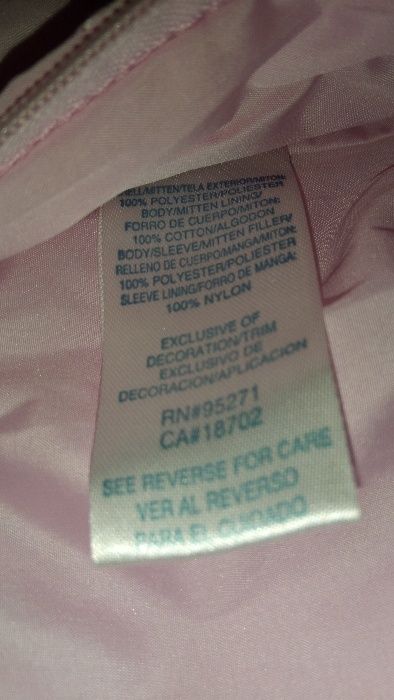 SHELL/MITTEN/TELA EXTERIOR/MITON:
100% POLYESTER/POLIESTER
BODY/MITTEN LINING/
FORRO DE CUERPO/MITON:
100% COTTON/ALGODON
BODY/SLEEVE/MITTEN FILLER/
RELLENO DE CUERPO/MANGA/MITON:
100% POLYESTER/POLIESTER
SLEEVE LINING/FORRO DE MANGA:
100% NYLON
EXCLUSIVE OF
DECORATION/TRIM
EXCLUSIVO DE
DECORACION/APLICACION
RN#95271
CA#18702
SEE REVERSE FOR CARE
VER AL REVERSO
PARA EL CUIDADO